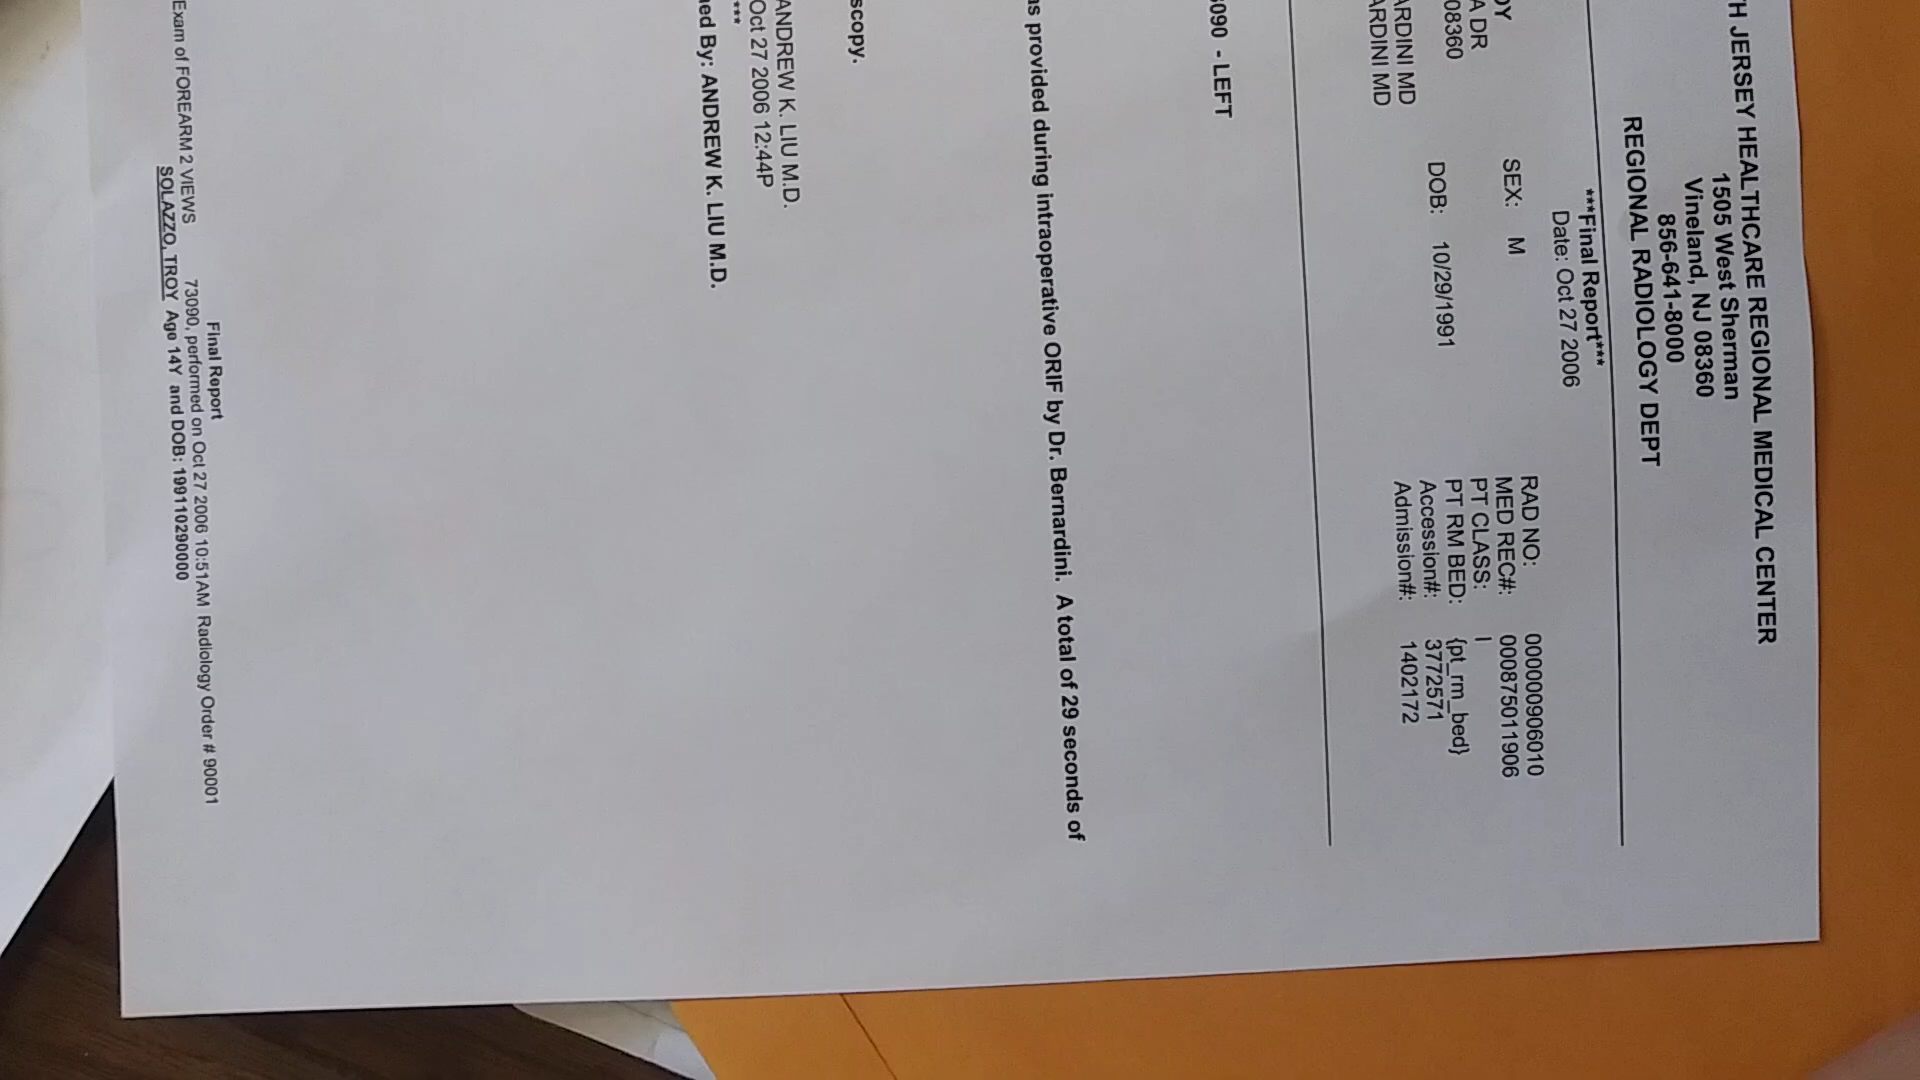 JERSEY HEALTHCARE REGIONAL MEDICAL CENTER
1505 West Sherman
Vineland, NJ 08360
856-641-8000
REGIONAL RADIOLOGY DEPT
***Final Report***
Date: Oct 27 2006
RAD NO: 00000906010
SEX: M MED REC#: 000875011906
A DR PT CLASS: I
08360 DOB: 10/29/1991 PT RM BED: {pt_rm_bed}
Accession#: 3772571
ARDINI MD Admission#: 1402172
ARDINI MD
090 - LEFT
provided during intraoperative ORIF by Dr. Bernardini. A total of 29 seconds of
scopy.
ANDREW K. LIU M.D.
Oct 27 2006 12:44P
***
By: ANDREW K. LIU M.D.
Final Report
Exam of FOREARM 2 VIEWS 73090, performed on Oct 27 2006 10:51AM Radiology Order # 90001
SOLAZZO, TROY Age 14Y and DOB: 199110290000